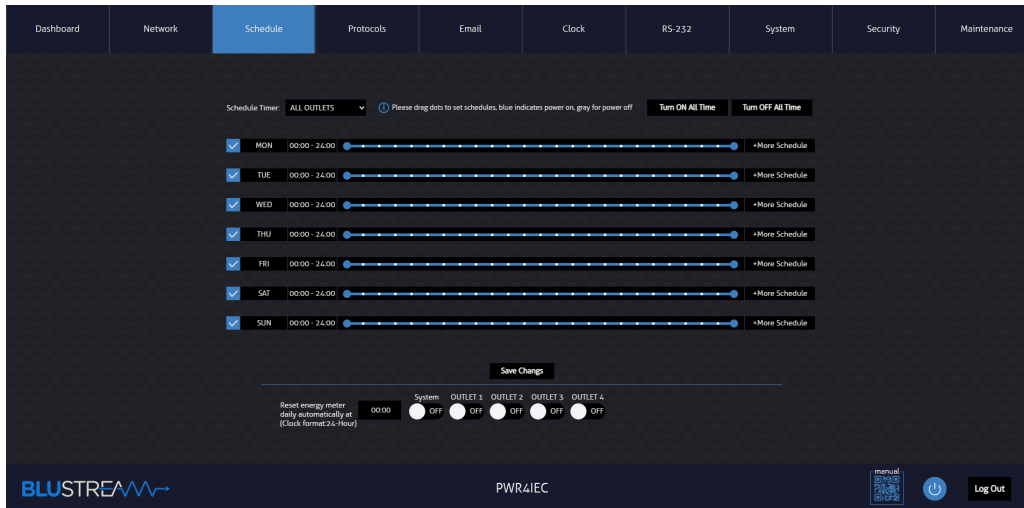 Dashboard Network Schedule Protocols Email Clock RS-232 System Security Maintenance
Schedule Timer: ALL OUTLETS Please drag dots to set schedules, blue indicates power on, gray for power off Turn ON All Time Turn OFF All Time
MON 00:00 - 24:00 +More Schedule
TUE 00:00 - 24:00 +More Schedule
WED 00:00 - 24:00 +More Schedule
THU 00:00 - 24:00 +More Schedule
FRI 00:00 - 24:00 +More Schedule
SAT 00:00 - 24:00 +More Schedule
SUN 00:00 - 24:00 +More Schedule
Save Changs
System OUTLET 1 OUTLET 2 OUTLET 3 OUTLET 4
Reset energy meter
daily automatically at 00:00 OFF OFF OFF OFF OFF
(Clock format:24-Hour)
manual
BLUSTREAM PWR4IEC Log Out